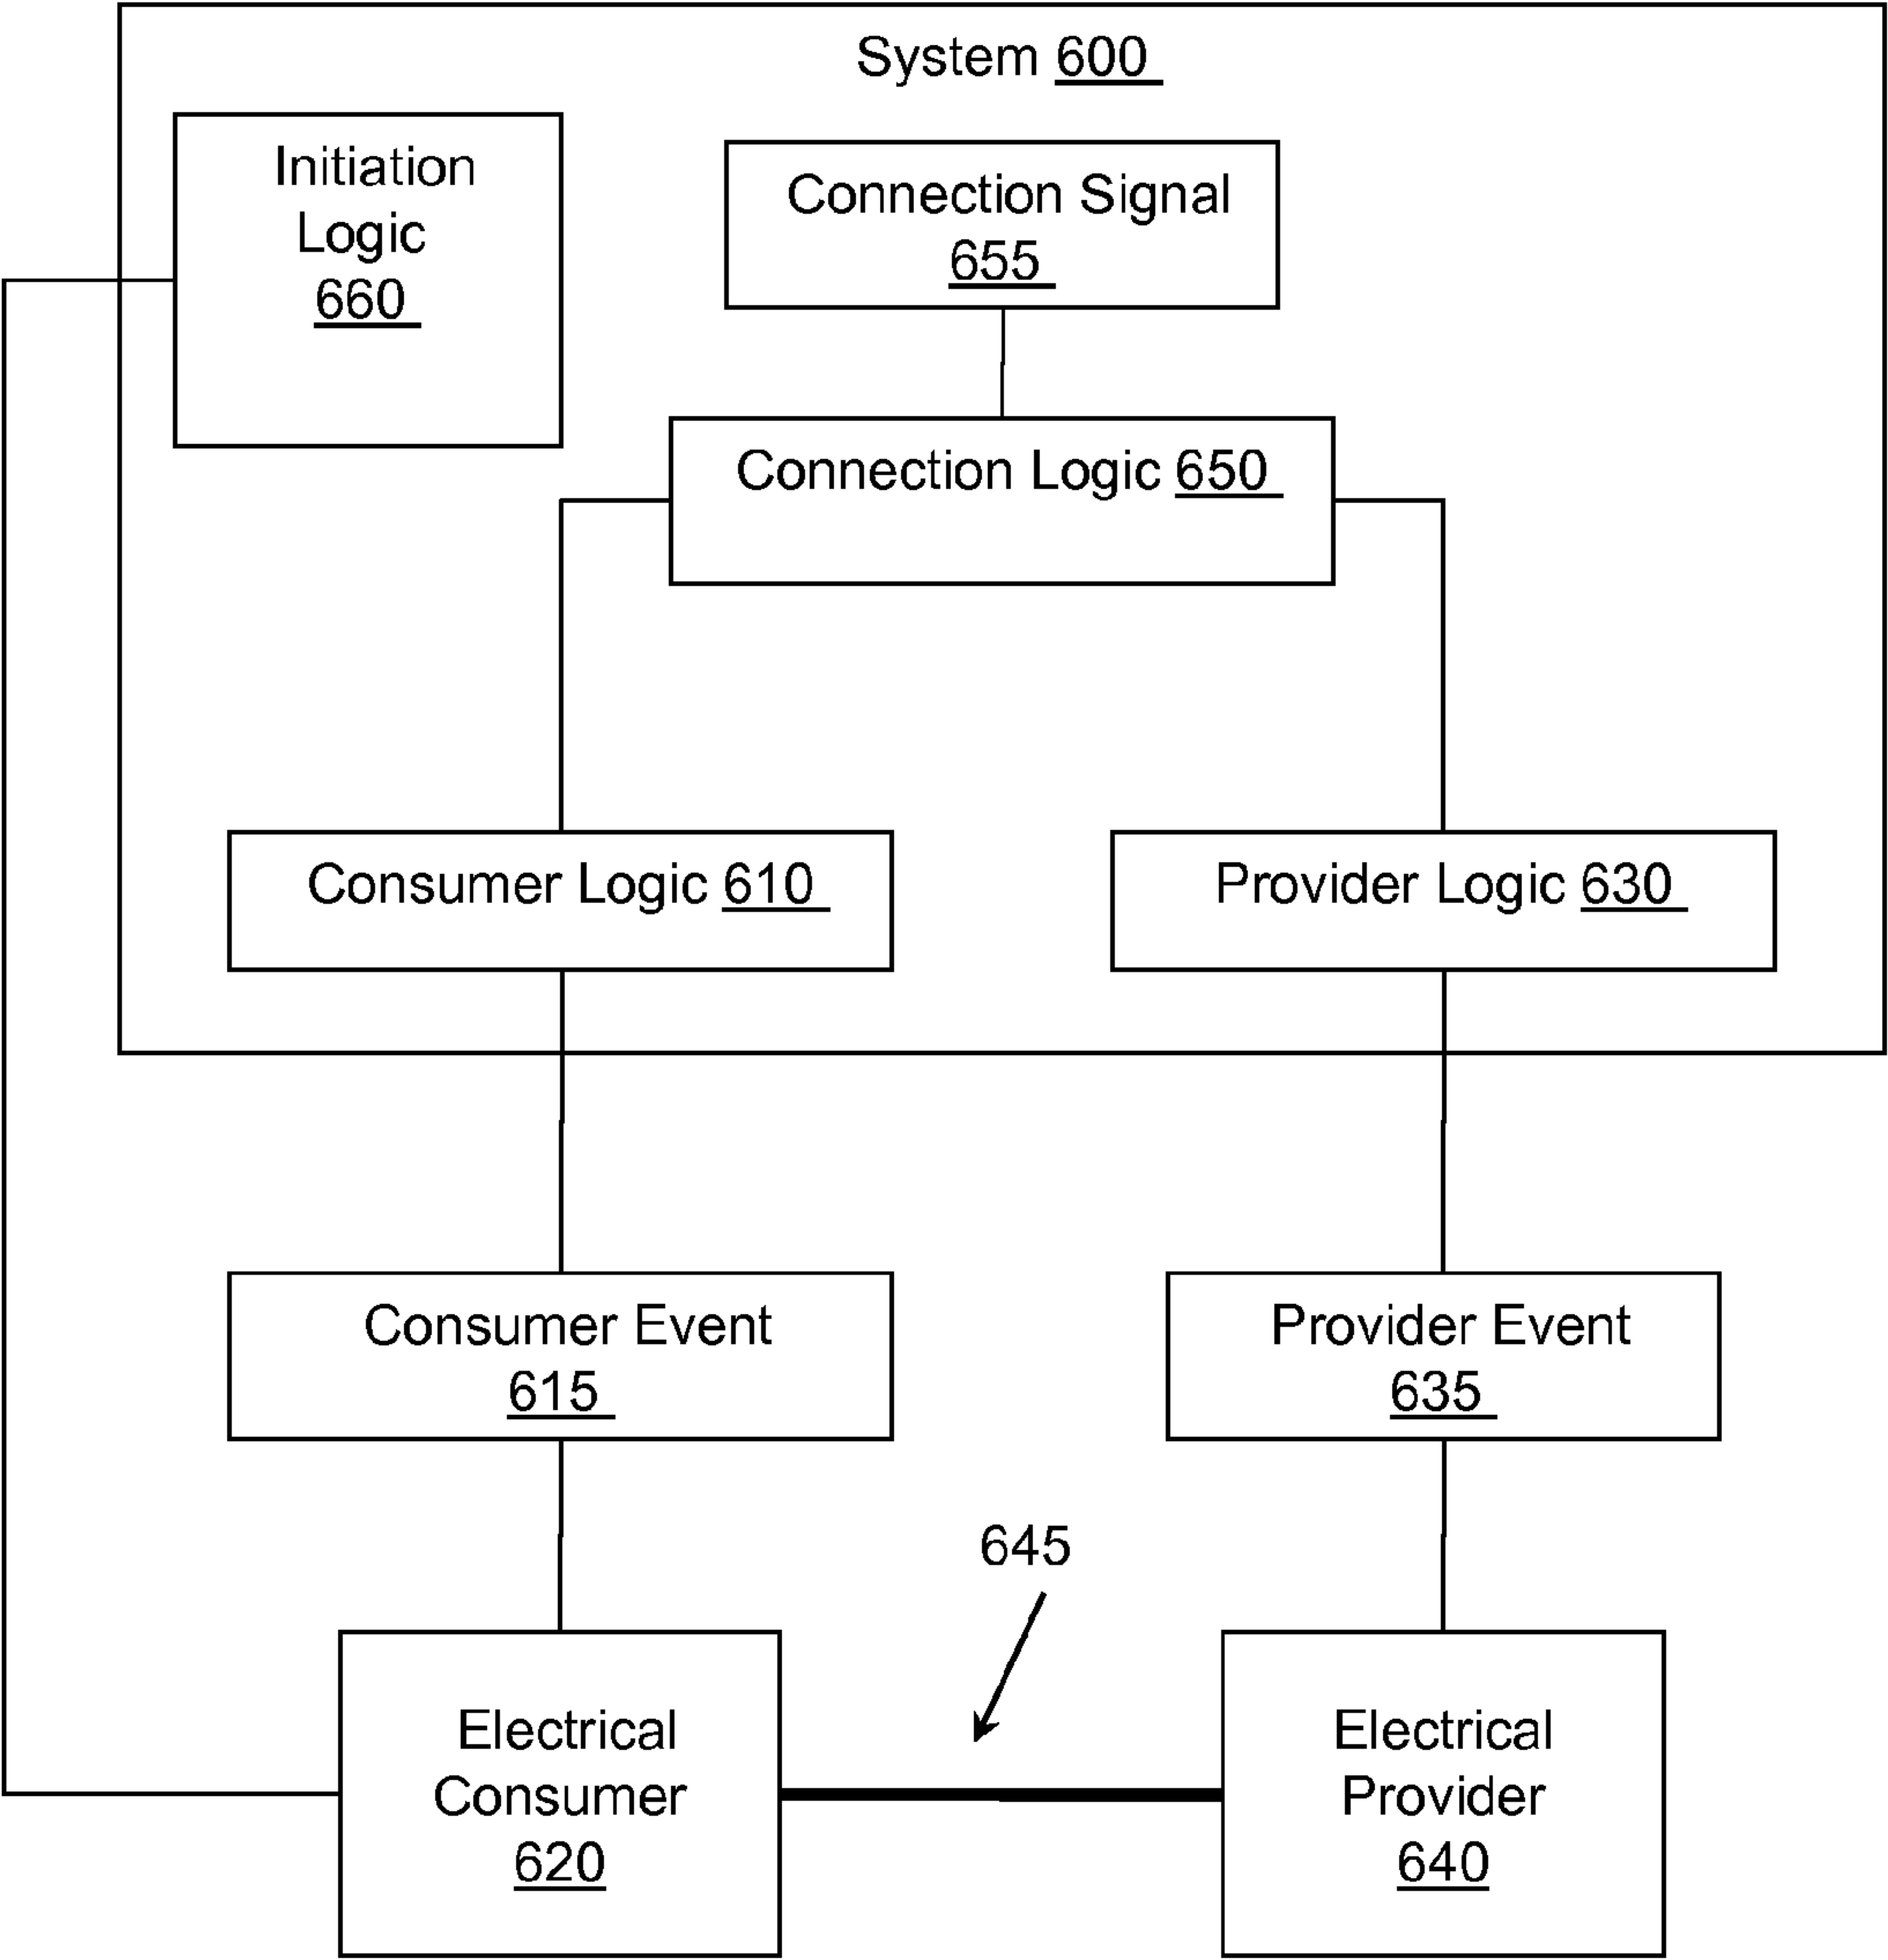 System 600
Initiation
Logic
660
Connection Signal
655
Connection Logic 650
Consumer Logic 610
Provider Logic 630
Consumer Event
615
Provider Event
635
645
Electrical
Consumer
620
Electrical
Provider
640